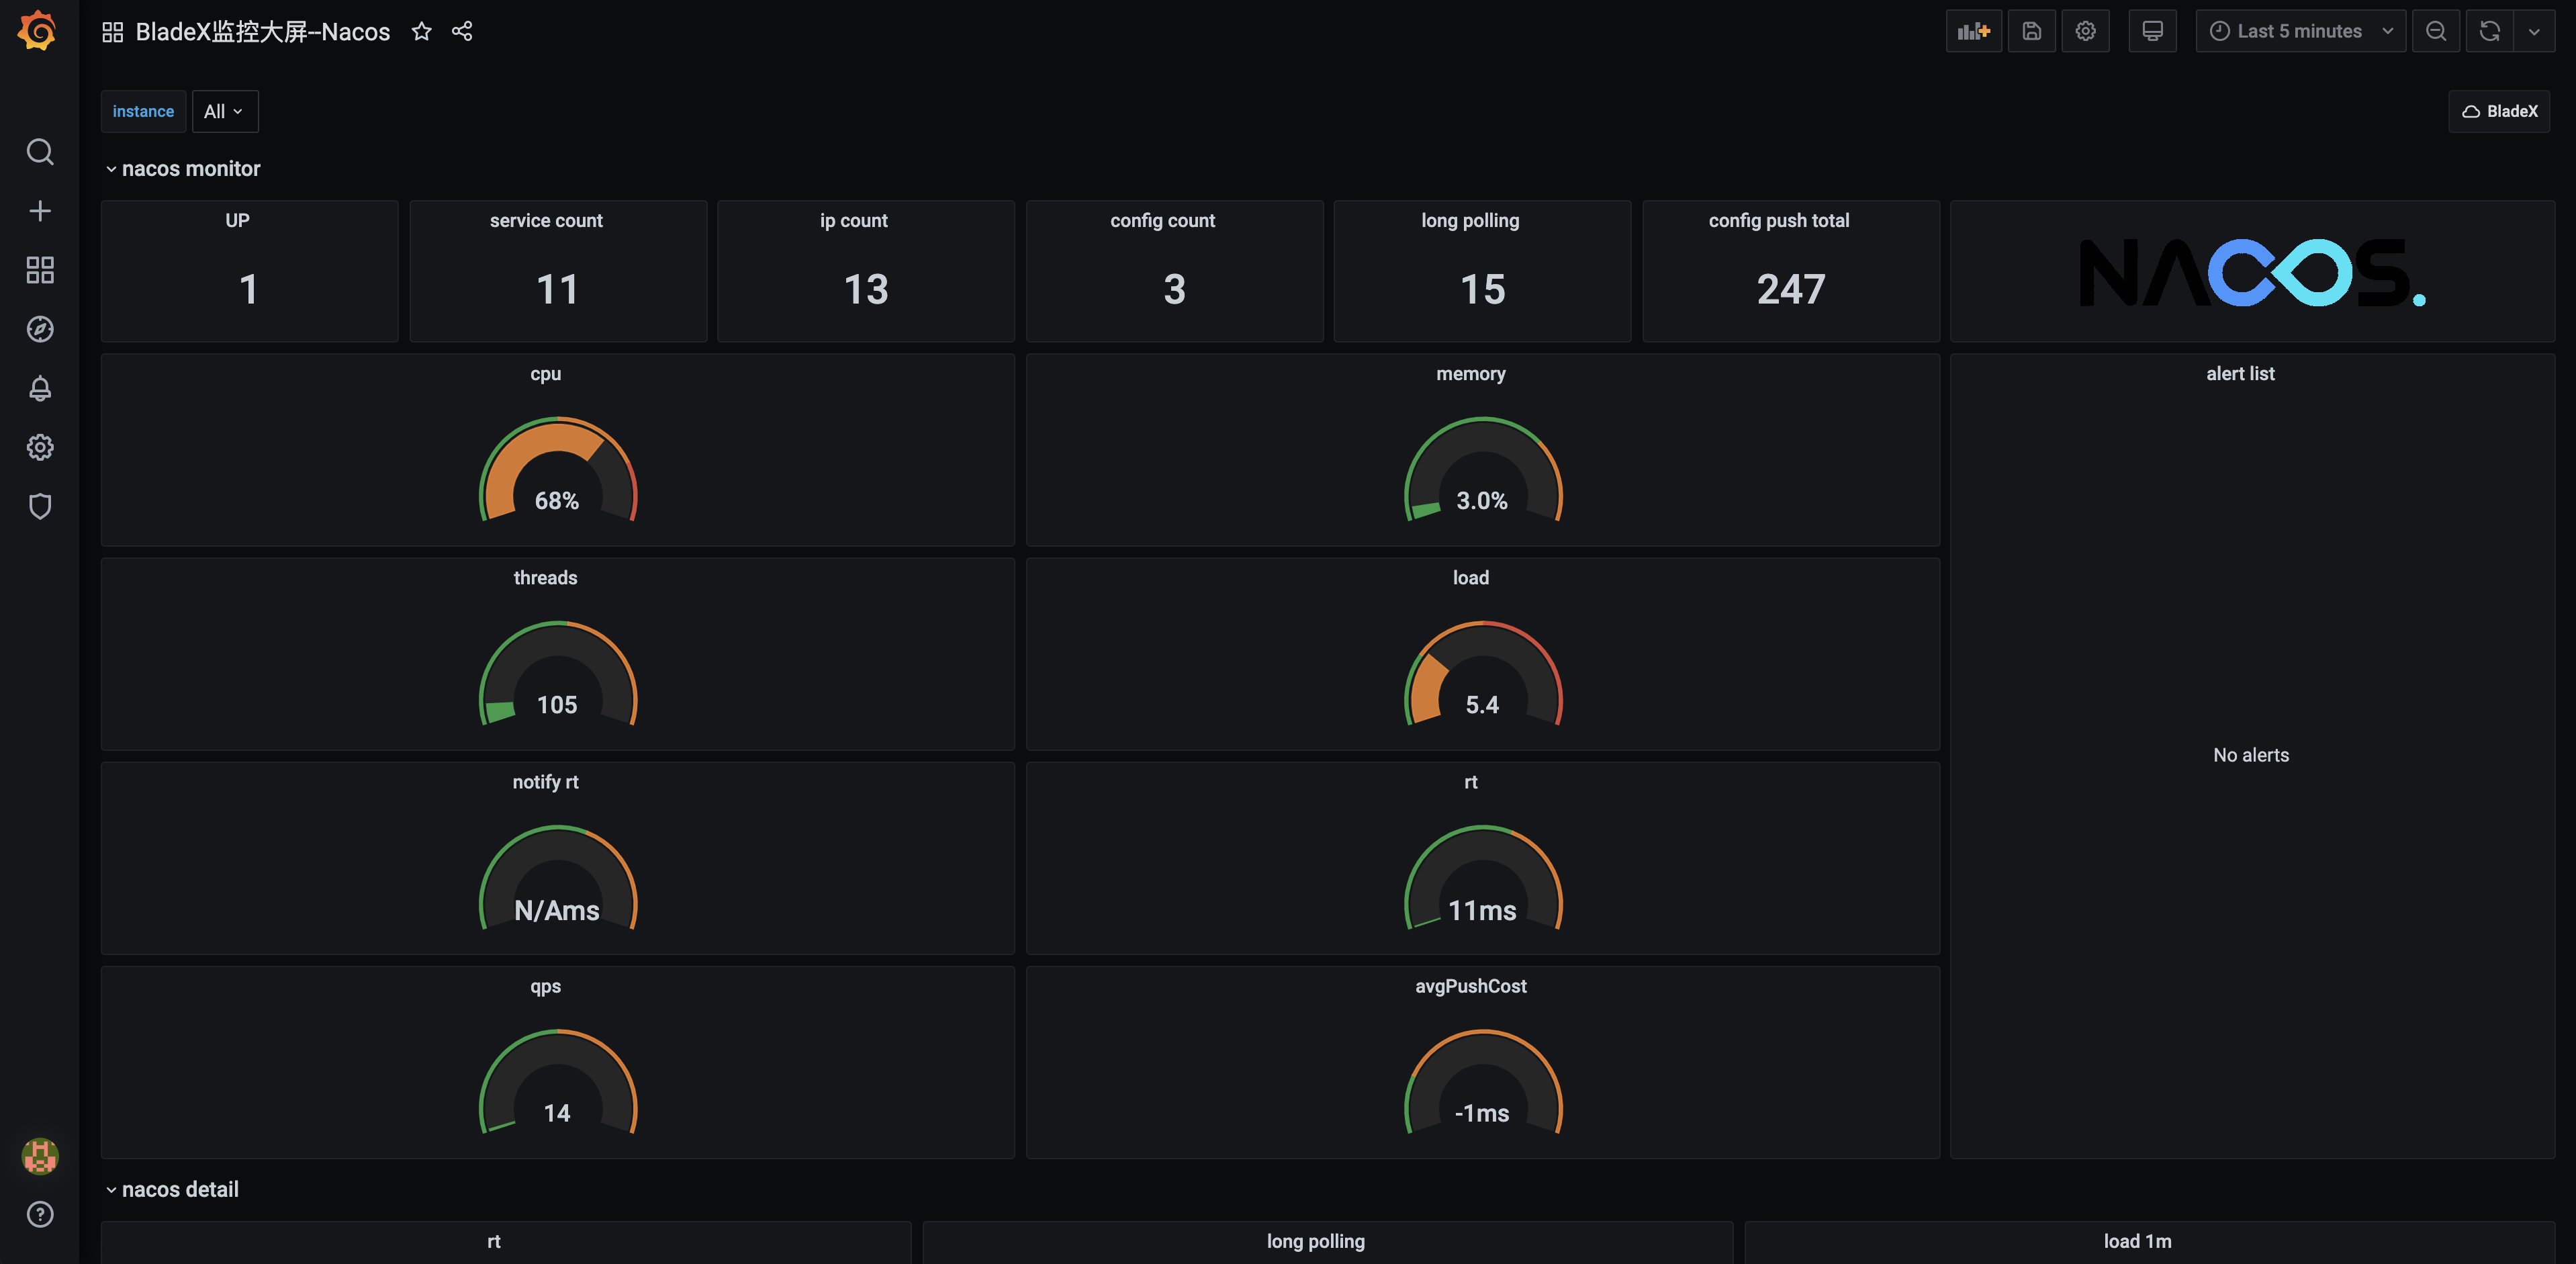 BladeX监控大屏--Nacos
Last 5 minutes
instance
All
BladeX
nacos monitor
UP
1
service count
11
ip count
13
config count
3
long polling
15
config push total
247
NACOS.
cpu
68%
memory
3.0%
alert list
No alerts
threads
105
load
5.4
notify rt
N/Ams
rt
11ms
qps
14
avgPushCost
-1ms
nacos detail
rt
long polling
load 1m